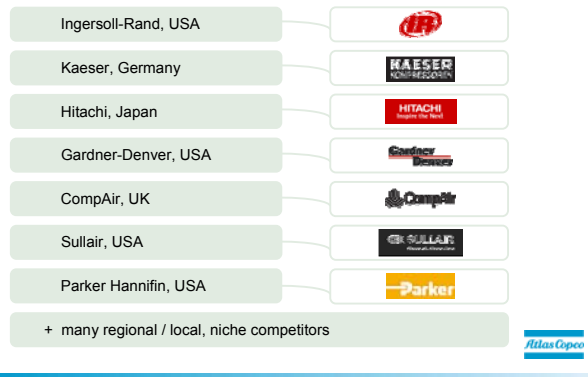 Ingersoll-Rand, USA
IR
Kaeser, Germany
KAESER
KOMPRESSOREN
Hitachi, Japan
HITACHI
Inspire the Next
Gardner-Denver, USA
Gardner
Denver
CompAir, UK
CompAir
Sullair, USA
SULLAIR
Parker Hannifin, USA
Parker
+ many regional / local, niche competitors
Atlas Copco